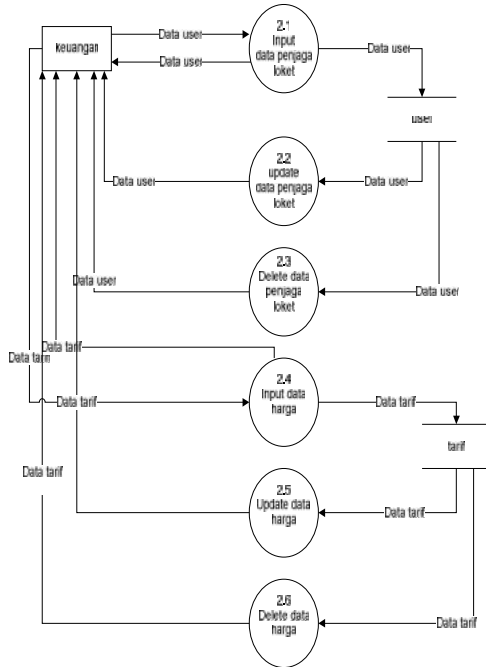 keuangan
Data user
Data user
2.1
Input
data penjaga
loket
Data user
user
2.2
update
data penjaga
loket
Data user
Data user
2.3
Delete data
penjaga
loket
Data user
Data user
Data tarif
Data tarif
2.4
Input data
harga
Data tarif
Data tarif
Data tarif
tarif
Data tarif
2.5
Update data
harga
Data tarif
2.6
Delete data
harga
Data tarif